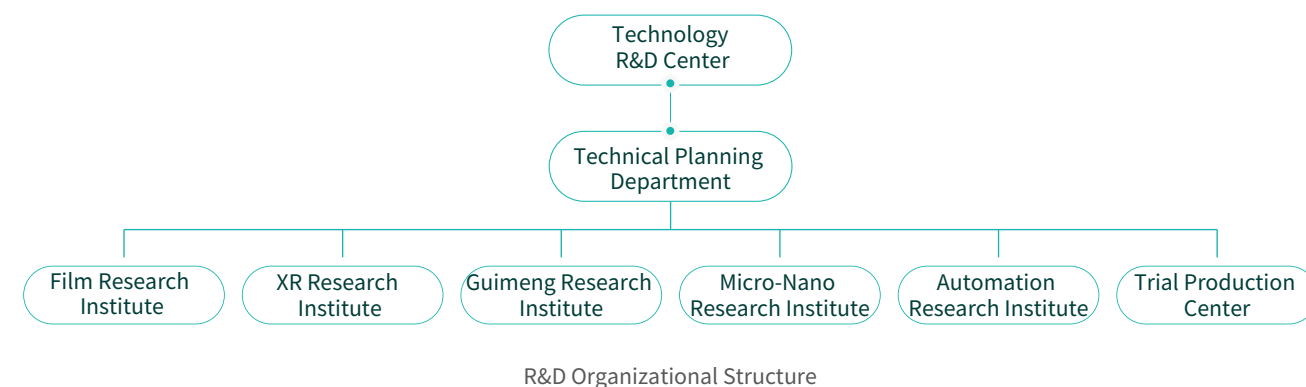 Technology
R&D Center
Technical Planning
Department
Film Research
Institute
XR Research
Institute
Guimeng Research
Institute
Micro-Nano
Research Institute
Automation
Research Institute
Trial Production
Center
R&D Organizational Structure